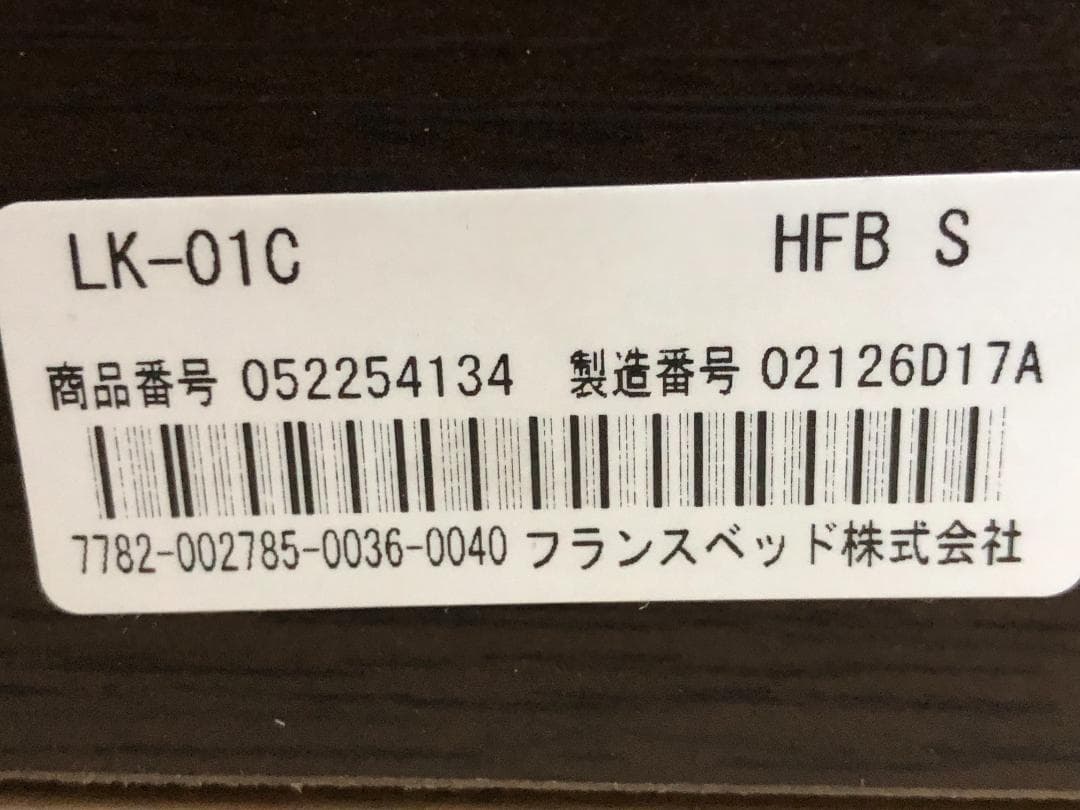 LK-01C HFB S
商品番号 052254134 製造番号 02126D17A
7782-002785-0036-0040 フランスベッド株式会社